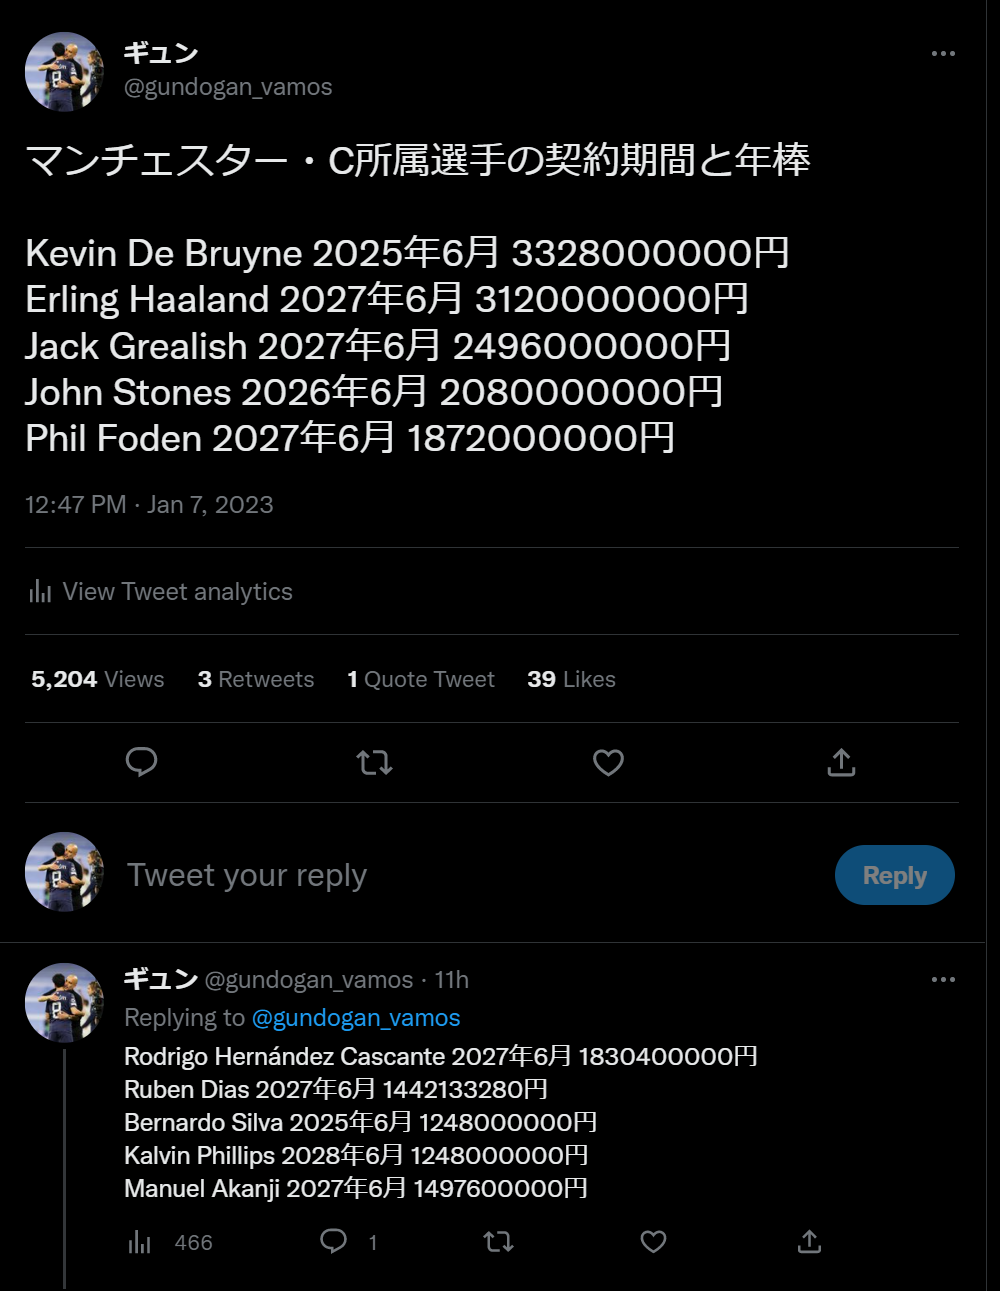 ギュン
@gundogan_vamos
マンチェスター・C所属選手の契約期間と年棒
Kevin De Bruyne 2025年6月 3328000000円
Erling Haaland 2027年6月 3120000000円
Jack Grealish 2027年6月 2496000000円
John Stones 2026年6月 2080000000円
Phil Foden 2027年6月 1872000000円
12:47 PM · Jan 7, 2023
View Tweet analytics
5,204 Views 3 Retweets 1 Quote Tweet 39 Likes
Tweet your reply
Reply
ギュン @gundogan_vamos · 11h
Replying to @gundogan_vamos
Rodrigo Hernández Cascante 2027年6月 1830400000円
Ruben Dias 2027年6月 1442133280円
Bernardo Silva 2025年6月 1248000000円
Kalvin Phillips 2028年6月 1248000000円
Manuel Akanji 2027年6月 1497600000円
466 1